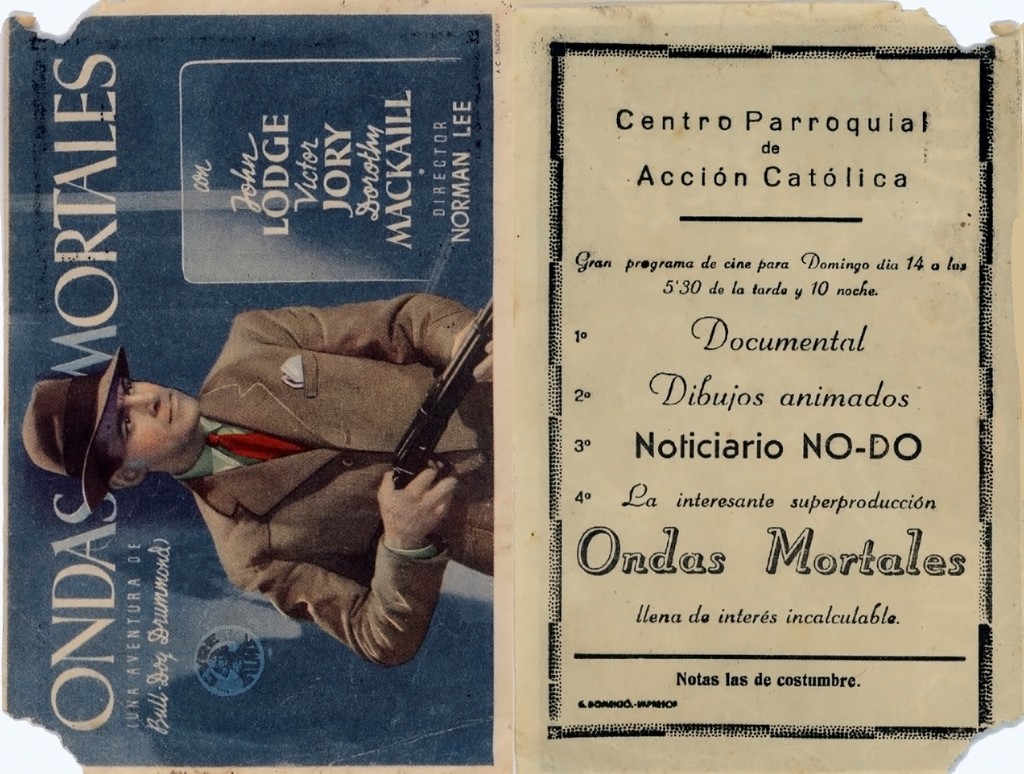 ONDAS MORTALES
(UNA AVENTURA DE
Bull-Dog Drummond)
con
John
LODGE
Victor
JORY
Dorothy
MACKAILL
DIRECTOR
NORMAN LEE
Centro Parroquial
de
Acción Católica
Gran programa de cine para Domingo dia 14 a las
5'30 de la tarde y 10 noche.
1º Documental
2º Dibujos animados
3º Noticiario NO-DO
4º La interesante superproducción
Ondas Mortales
llena de interés incalculable.
Notas las de costumbre.
G. DOMINGÓ.-IMPRESOR